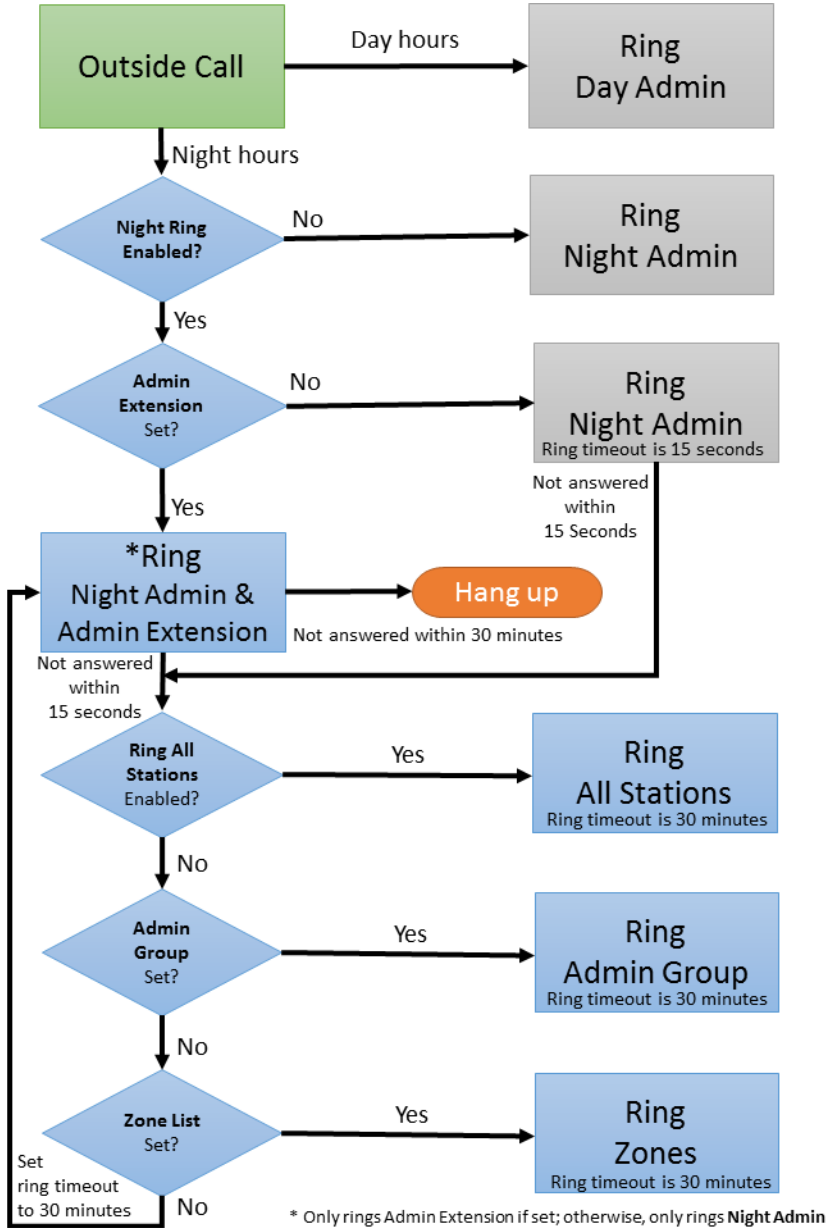 Outside Call
Day hours
Ring
Day Admin
Night hours
Night Ring
Enabled?
No
Ring
Night Admin
Yes
Admin
Extension
Set?
No
Ring
Night Admin
Ring timeout is 15 seconds
Not answered
within
15 Seconds
Yes
*Ring
Night Admin &
Admin Extension
Hang up
Not answered within 30 minutes
Not answered
within
15 seconds
Ring All
Stations
Enabled?
Yes
Ring
All Stations
Ring timeout is 30 minutes
No
Admin
Group
Set?
Yes
Ring
Admin Group
Ring timeout is 30 minutes
No
Zone List
Set?
Yes
Ring
Zones
Ring timeout is 30 minutes
Set
ring timeout
to 30 minutes
No
* Only rings Admin Extension if set; otherwise, only rings Night Admin